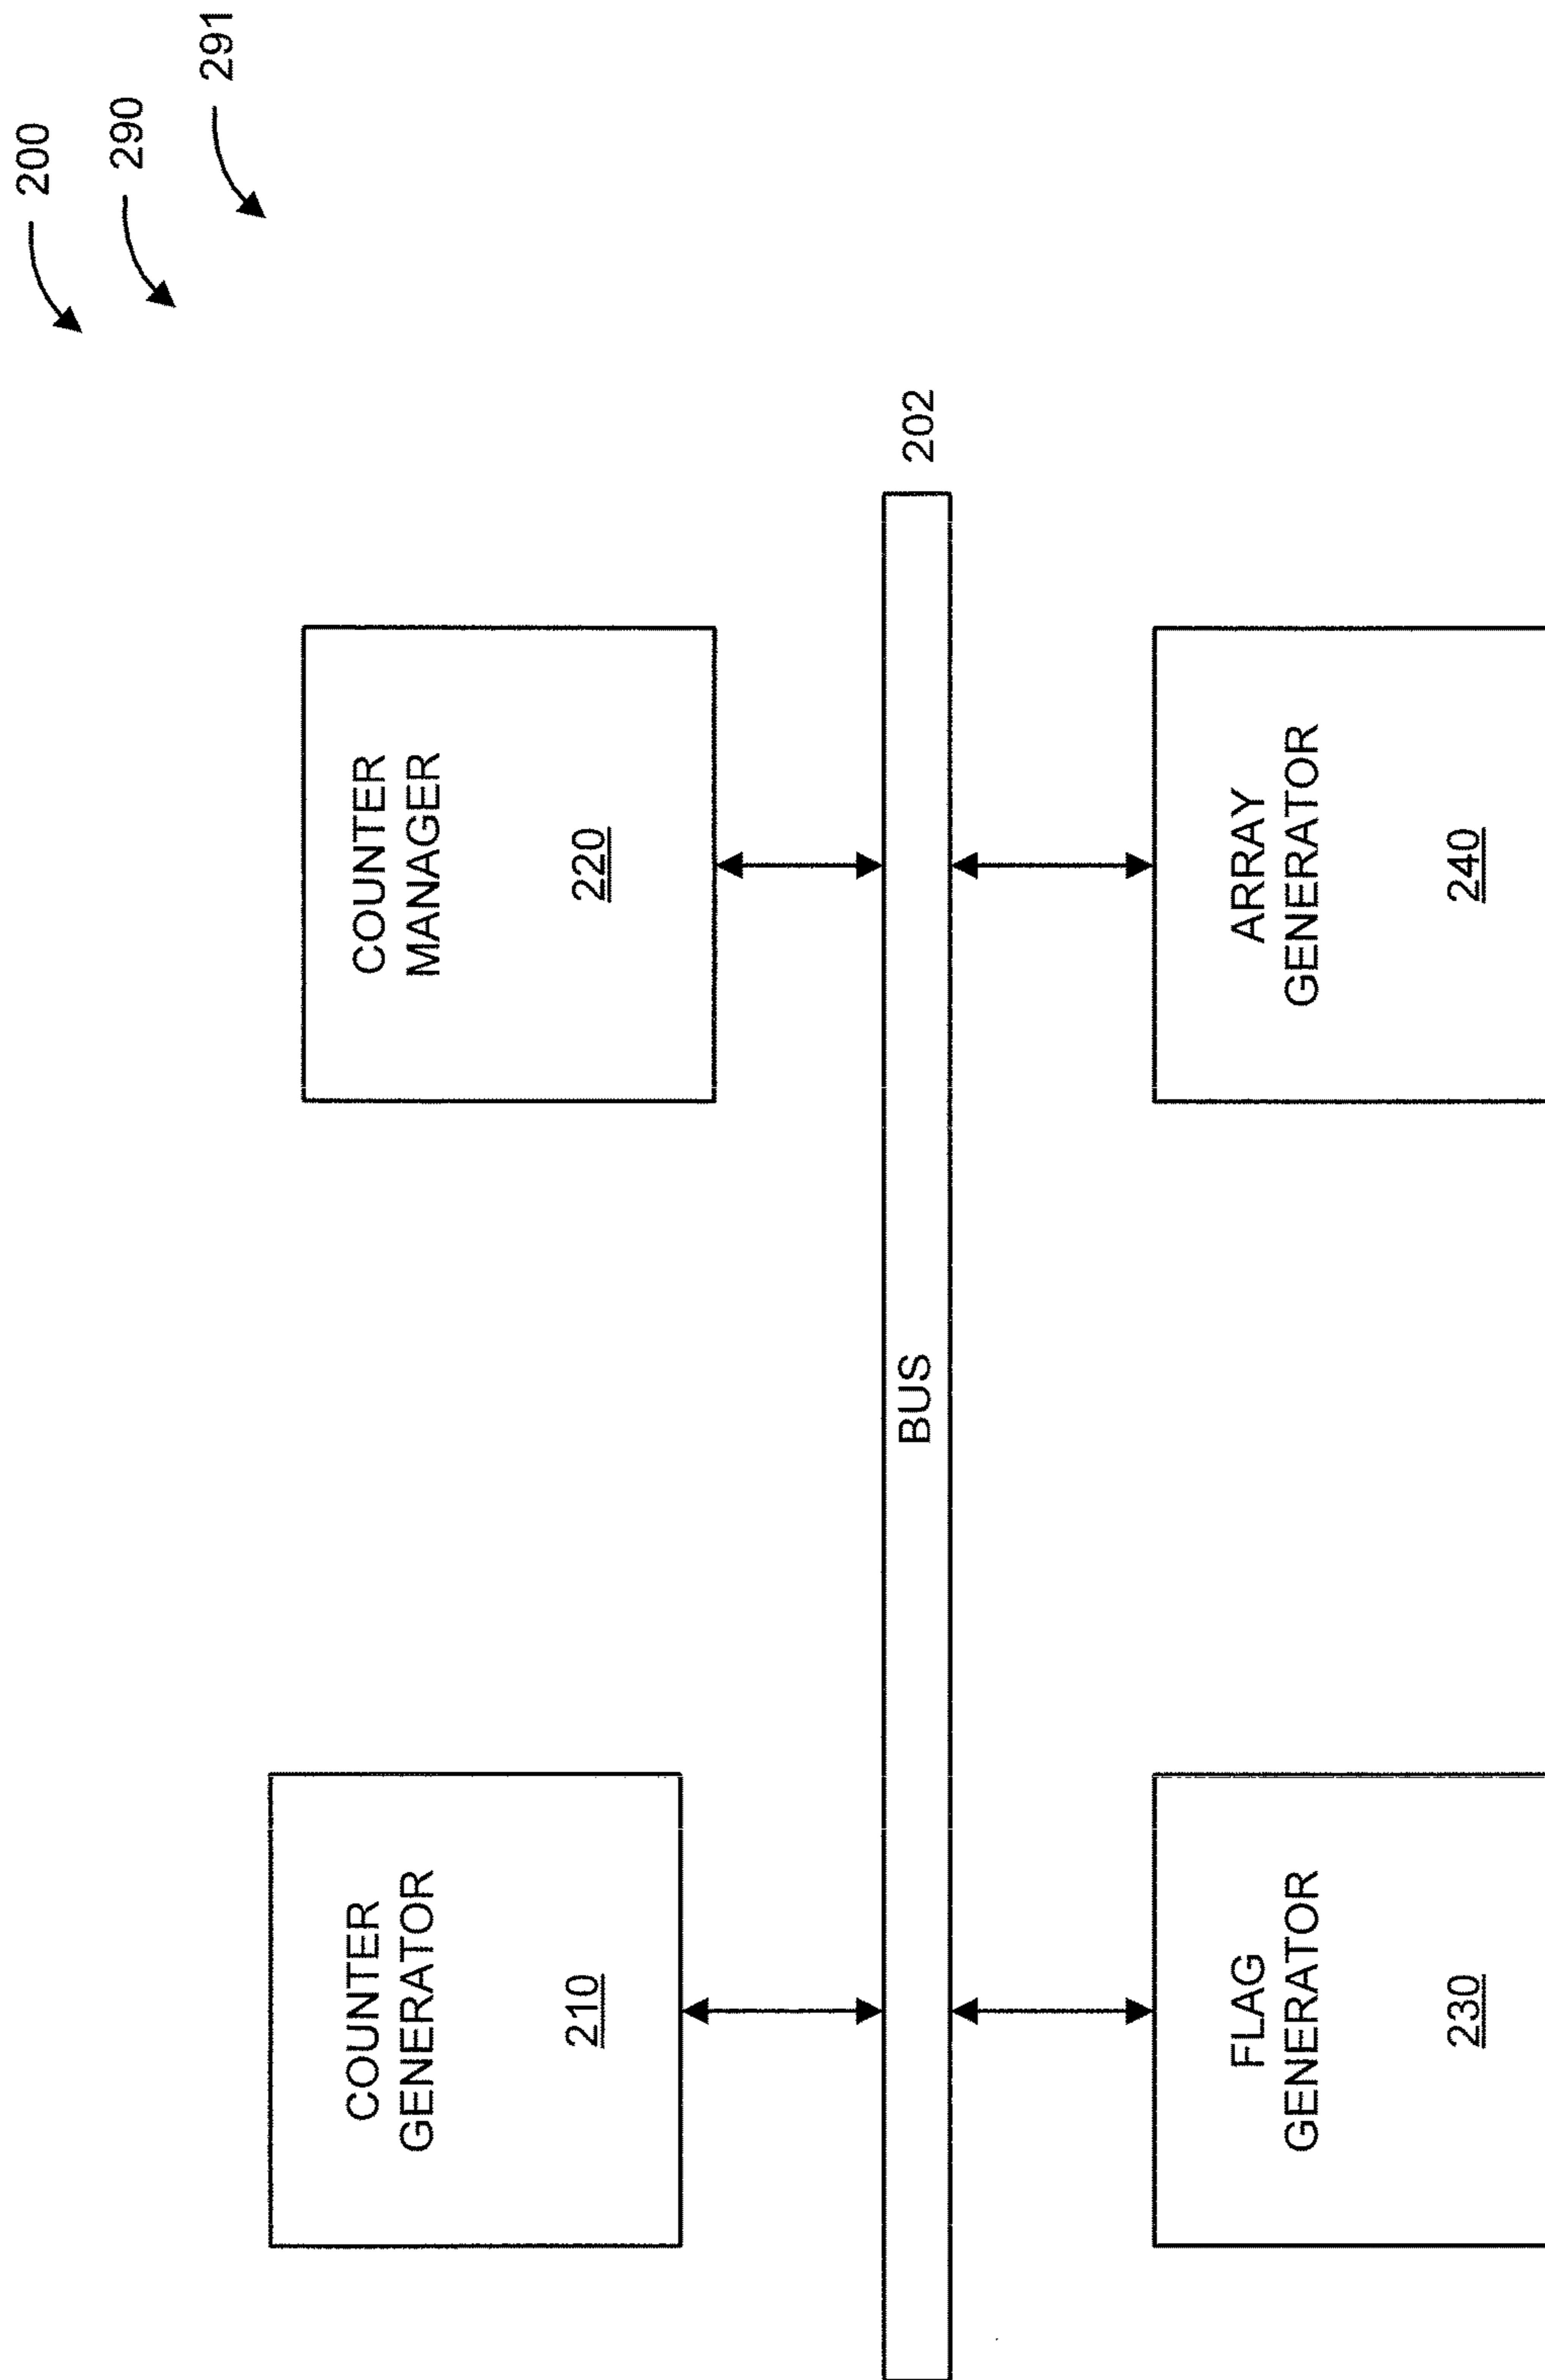 200
290
291
COUNTER
GENERATOR
210
COUNTER
MANAGER
220
BUS
202
FLAG
GENERATOR
230
ARRAY
GENERATOR
240